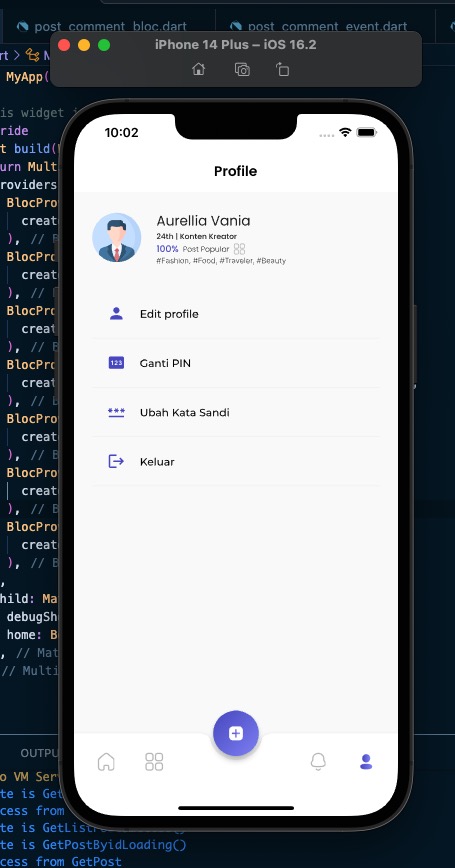 post_comment_bloc.dart
post_comment_event.dart
iPhone 14 Plus – iOS 16.2
MyApp(
is widget i
ride
t build(
urn Mult
roviders
BlocPro
creat
), // B
BlocPro
creat
), // B
BlocPro
creat
), // B
BlocPro
creat
), // B
BlocPro
creat
), // B
BlocPro
creat
), // B
BlocPro
creat
), // B
,
hild: Ma
debugSh
home: B
, // Mat
// Multi
10:02
Profile
Aurellia Vania
24th | Konten Kreator
100% Post Popular
#Fashion, #Food, #Traveler, #Beauty
Edit profile
123
Ganti PIN
***
Ubah Kata Sandi
Keluar
OUTPU
o VM Ser
te is Get
cess from
te is GetListP
te is GetPostByidLoading()
cess from GetPost